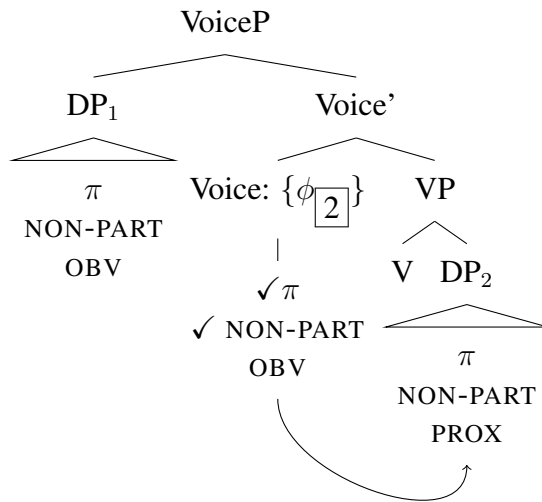 VoiceP
DP₁ Voice’
π
NON-PART
OBV
Voice: {ϕ 2 } VP
✓π
✓ NON-PART
OBV
V DP₂
π
NON-PART
PROX